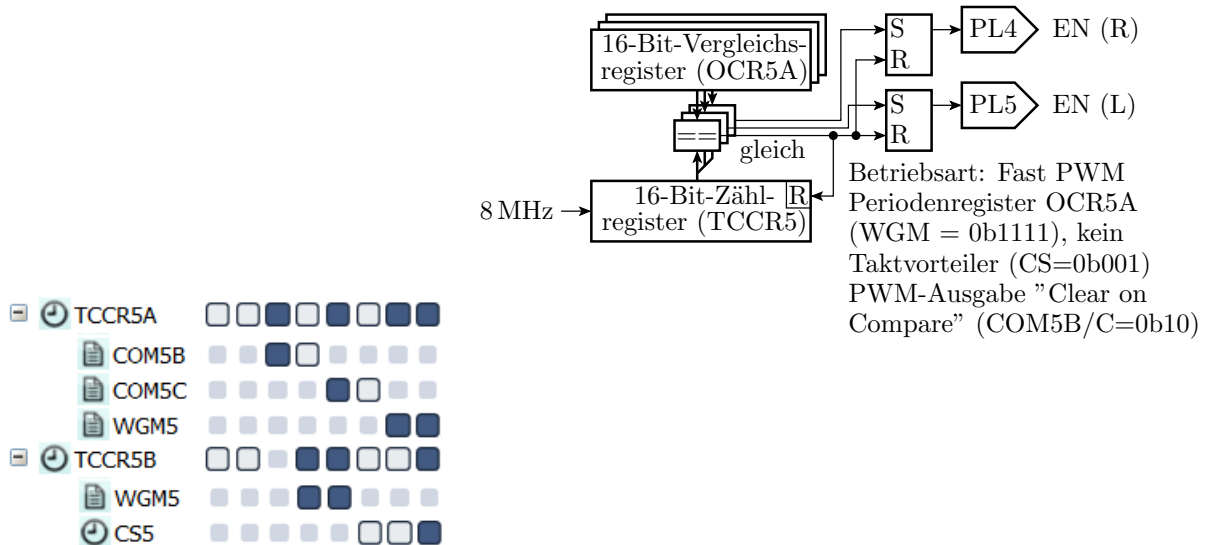 16-Bit-Vergleichs-
register (OCR5A)
S
R
PL4
EN (R)
S
R
PL5
EN (L)
==
gleich
8 MHz
16-Bit-Zähl-
register (TCCR5)
R
Betriebsart: Fast PWM
Periodenregister OCR5A
(WGM = 0b1111), kein
Taktvorteiler (CS=0b001)
PWM-Ausgabe ”Clear on
Compare” (COM5B/C=0b10)
TCCR5A
COM5B
COM5C
WGM5
TCCR5B
WGM5
CS5